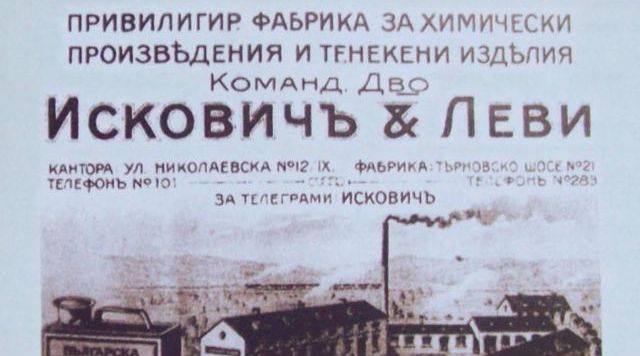 ПРИВИЛИГИР. ФАБРИКА ЗА ХИМИЧЕСКИ
ПРОИЗВѢДЕНИЯ И ТЕНЕКЕНИ ИЗДѢЛИЯ
КОМАНД. ДВО
ИСКОВИЧЪ & ЛЕВИ
КАНТОРА УЛ. НИКОЛАЕВСКА №12/IX. ФАБРИКА: ТЪРНОВСКО ШОСЕ №21
ТЕЛЕФОНЪ №101 ТЕЛЕФОНЪ №283
ЗА ТЕЛЕГРАМИ ИСКОВИЧЪ
БЪЛГАРСКА